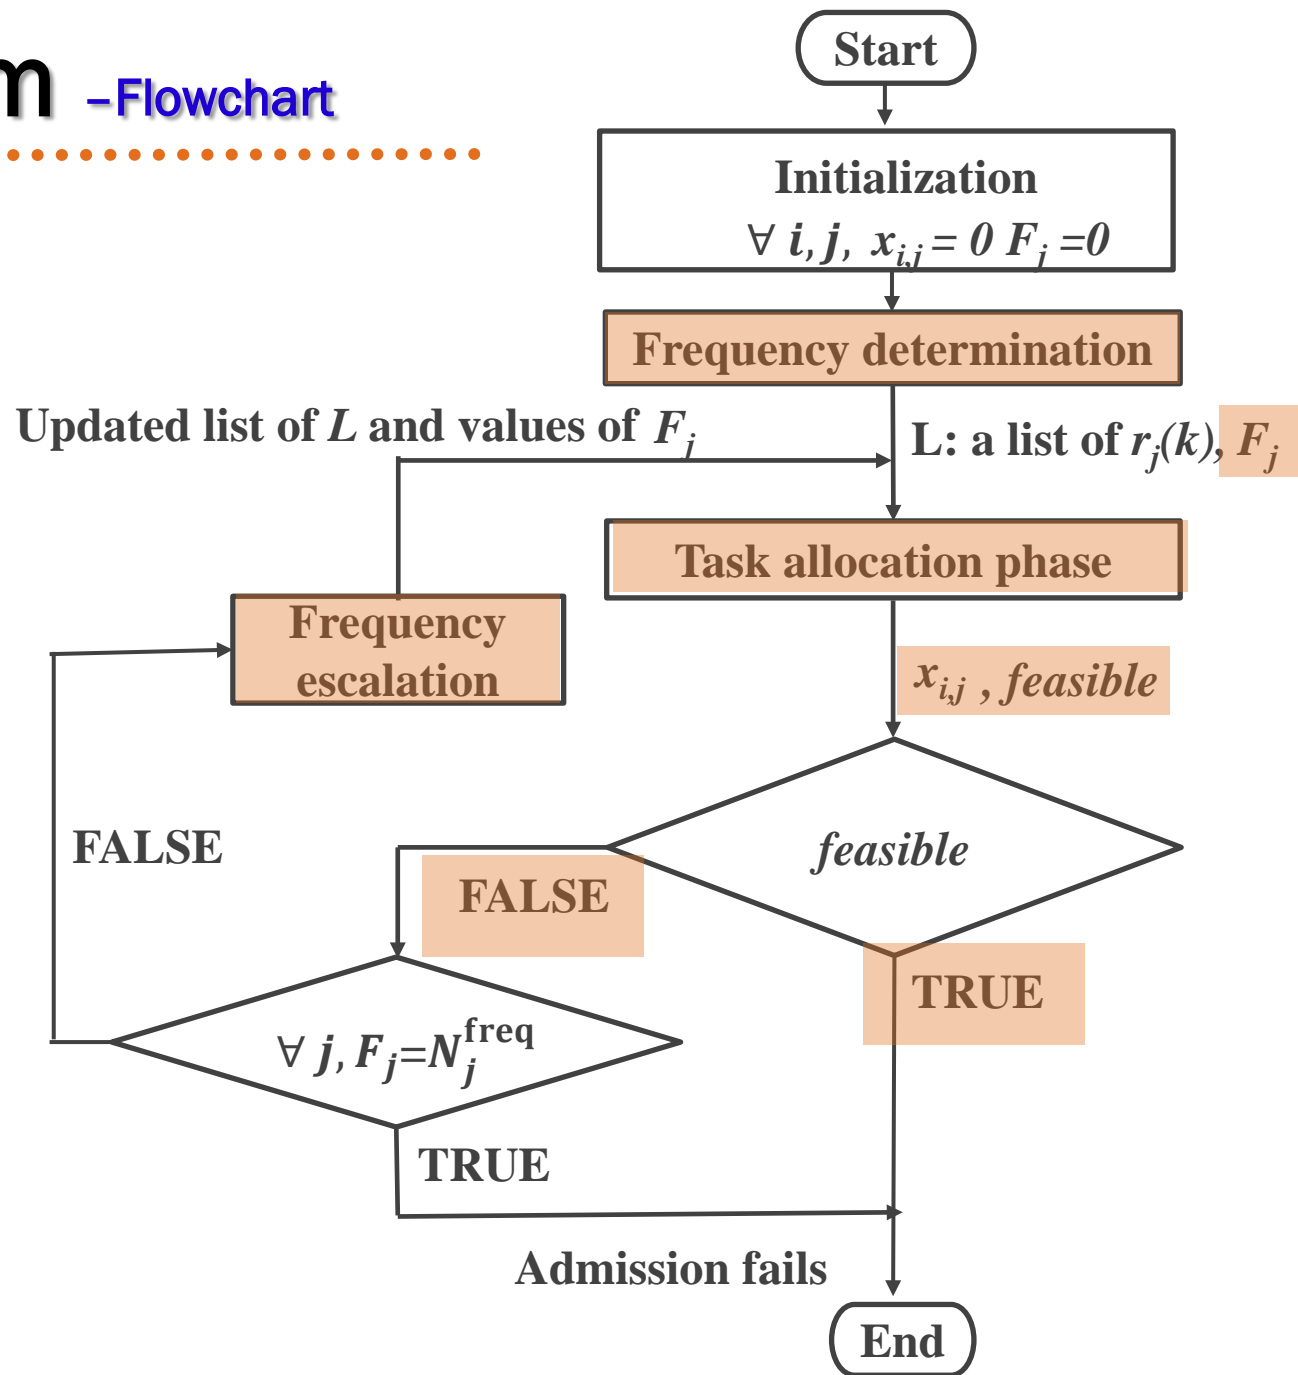 m –Flowchart
Start
Initialization
∀ i, j, x_{i,j} = 0 F_j =0
Frequency determination
Updated list of L and values of F_j
L: a list of r_j(k), F_j
Task allocation phase
Frequency
escalation
x_{i,j} , feasible
FALSE
feasible
FALSE
TRUE
∀ j, F_j=N_j^{freq}
TRUE
Admission fails
End